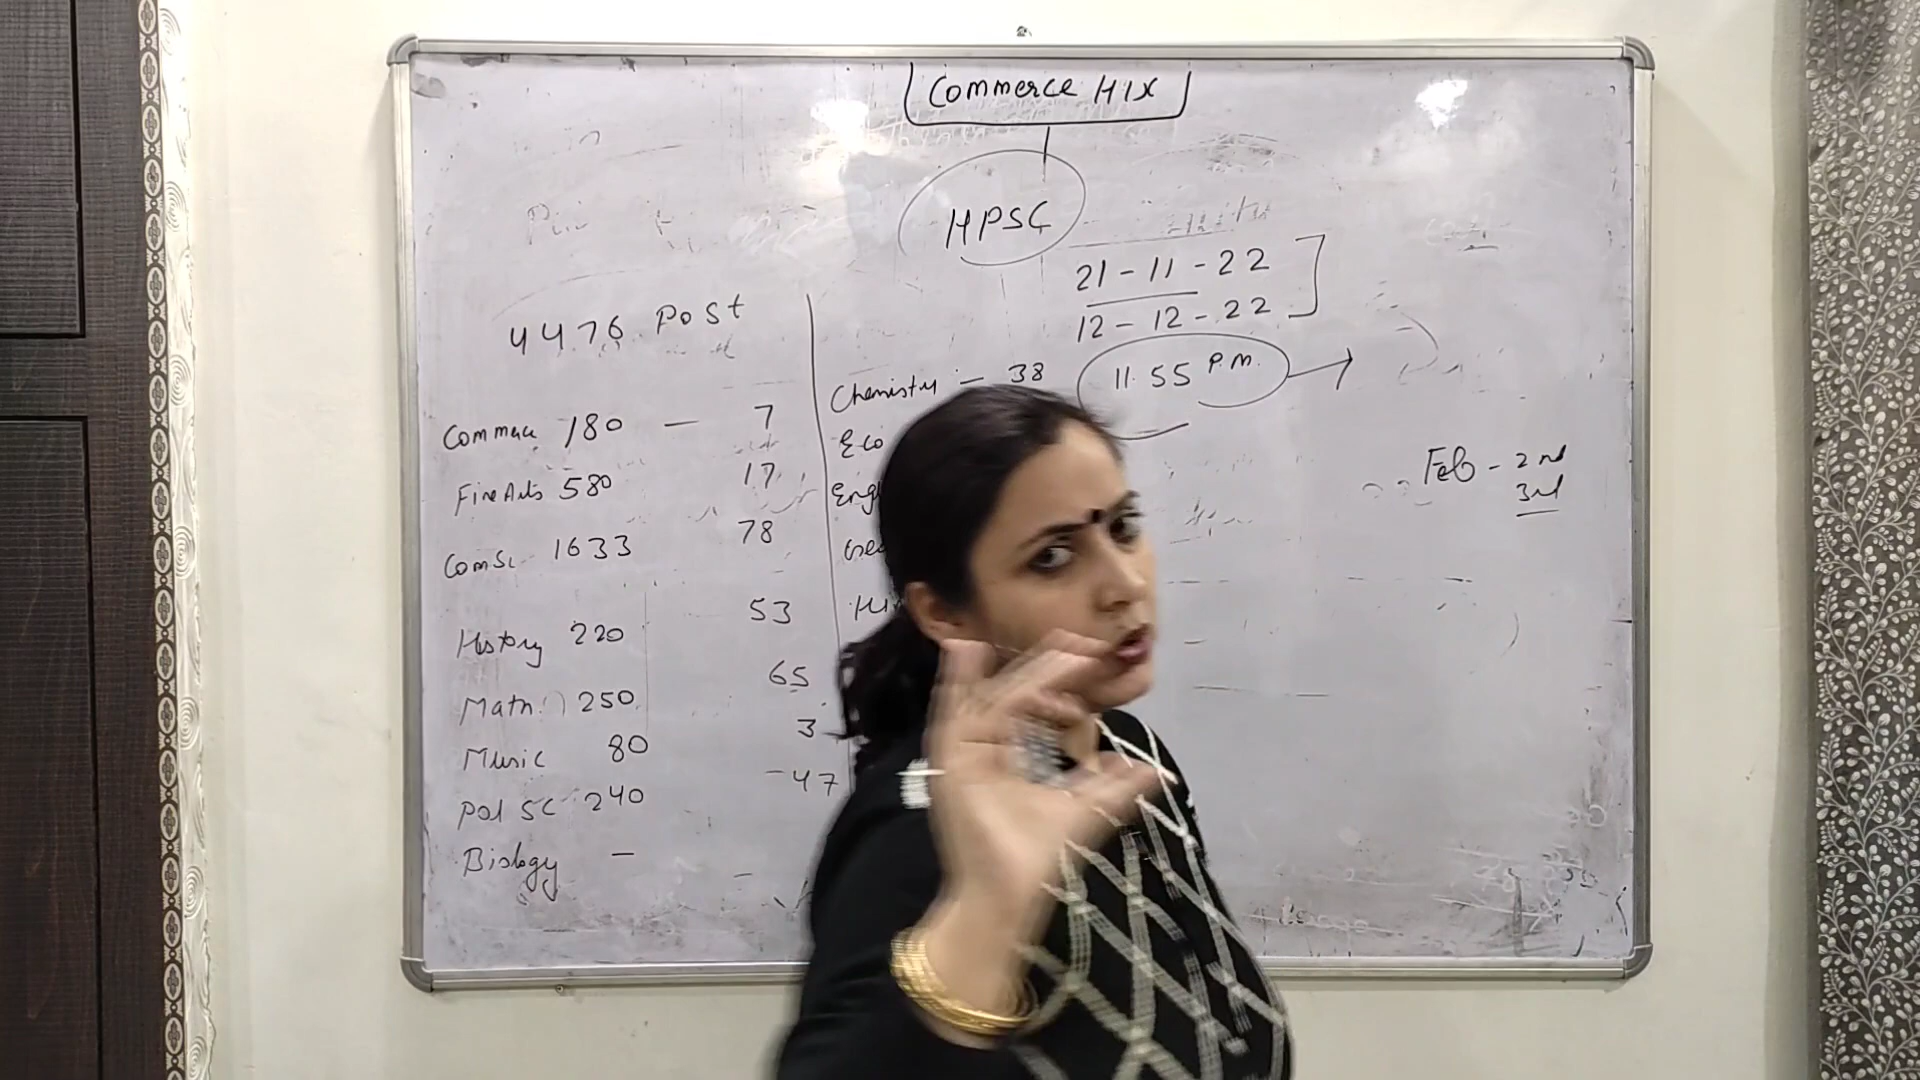 Commerce HIX
HPSC
21-11-22
12-12-22
11.55 P.M.
4476 Post
Commerce 180 — 7
Fine Arts 580 17
ComSc 1633 78
History 220 53
Math 250 65
Music 80 3
Pol SC 240 - 47
Biology —
Chemistry — 38
Eco
Eng
Feb - 2nd
3rd